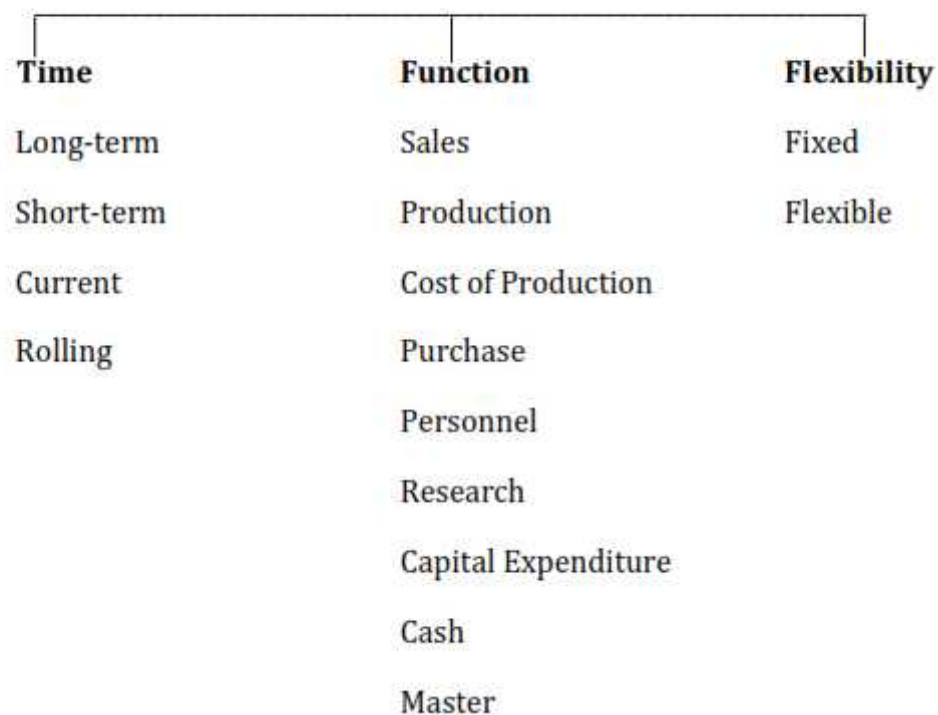 Time Function Flexibility
Long-term Sales Fixed
Short-term Production Flexible
Current Cost of Production
Rolling Purchase
Personnel
Research
Capital Expenditure
Cash
Master